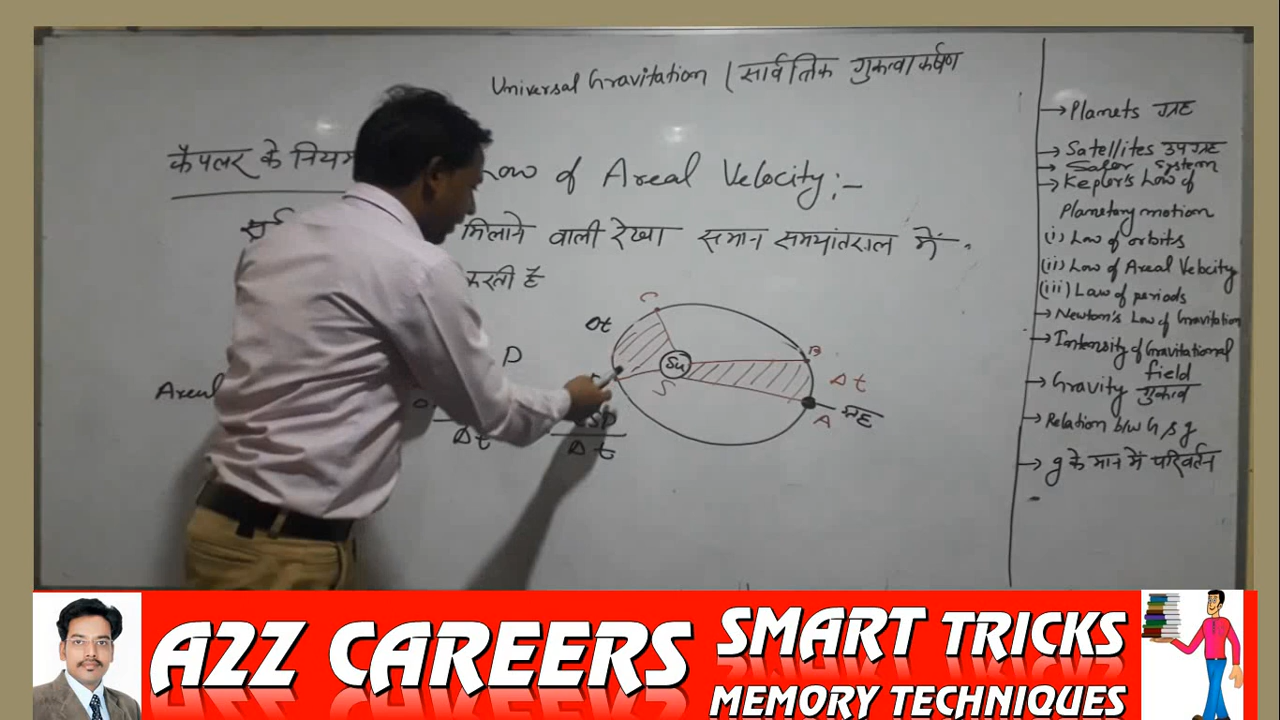 Universal Gravitation (सार्वत्रिक गुरुत्वाकर्षण
कैपलर के नियम
Law of Areal Velocity:-
मिलाने वाली रेखा समान समयांतराल में
करती है
C
Δt
D
B
Su
S
Δt
A
ग्रह
Areal
Δt
CSD
Δt
→ Planets ग्रह
→ Satellites उपग्रह
→ Solar System
→ Kepler's Law of
Planetary motion
(i) Law of orbits
(ii) Law of Areal Velocity
(iii) Law of periods
→ Newton's Law of Gravitation
→ Intensity of Gravitational
field
→ Gravity गुरुत्व
→ Relation b/w G & g
→ g के मान में परिवर्तन
A2Z CAREERS
SMART TRICKS
MEMORY TECHNIQUES